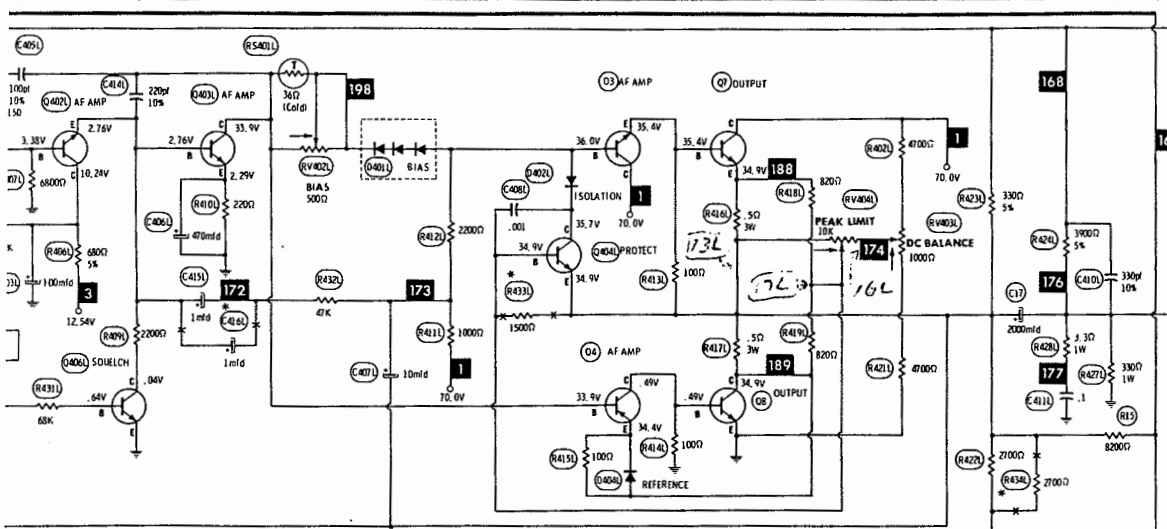 C405L
100pf
10%
150
Q402L AF AMP
C414L
220pf
10%
Q403L AF AMP
RS401L
T
36Ω
(Cold)
198
3.38V
B
E
2.76V
C
10.24V
6800Ω
2.76V
B
C
33.9V
E
2.29V
RV402L
BIAS
500Ω
D401L
BIAS
C406L
470mfd
R410L
220Ω
R406L
680Ω
5%
100mfd
3
12.54V
C415L
1mfd
172
*
C416L
1mfd
R432L
47K
173
R409L
2200Ω
Q406L SQUELCH
R431L
68K
.64V
B
C
.04V
E
R412L
2200Ω
R411L
1000Ω
1
70.0V
C407L
10mfd
Q3 AF AMP
36.0V
B
E
35.4V
C
1
70.0V
D402L
ISOLATION
C408L
.001
35.7V
C
Q404L PROTECT
34.9V
B
E
34.9V
*
R433L
1500Ω
R413L
100Ω
173L
Q7 OUTPUT
35.4V
B
C
E
34.9V
188
R416L
.5Ω
3W
R418L
820Ω
RV404L
PEAK LIMIT
10K
174
R402L
4700Ω
1
70.0V
RV403L
DC BALANCE
1000Ω
16L
R417L
.5Ω
3W
R419L
820Ω
189
R421L
4700Ω
Q4 AF AMP
33.9V
B
C
.49V
E
34.4V
.49V
B
C
34.9V
E
Q8 OUTPUT
R414L
100Ω
R415L
100Ω
D404L
REFERENCE
R423L
330Ω
5%
168
R424L
3900Ω
5%
176
C410L
330pf
10%
C17
2000mfd
R428L
3.3Ω
1W
177
C411L
.1
R427L
330Ω
1W
R15
8200Ω
R422L
2700Ω
*
R434L
2700Ω